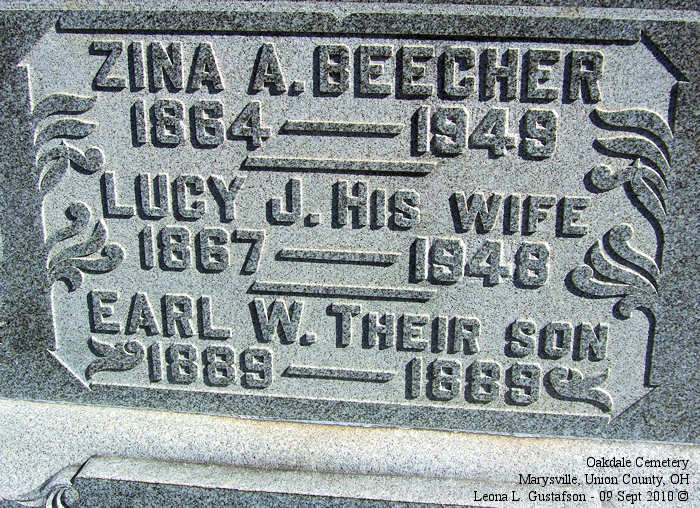 ZINA A. BEECHER
1864 — 1949
LUCY J. HIS WIFE
1867 — 1948
EARL W. THEIR SON
1889 — 1889
Oakdale Cemetery
Marysville, Union County, OH
Leona L. Gustafson - 09 Sept 2010 ©